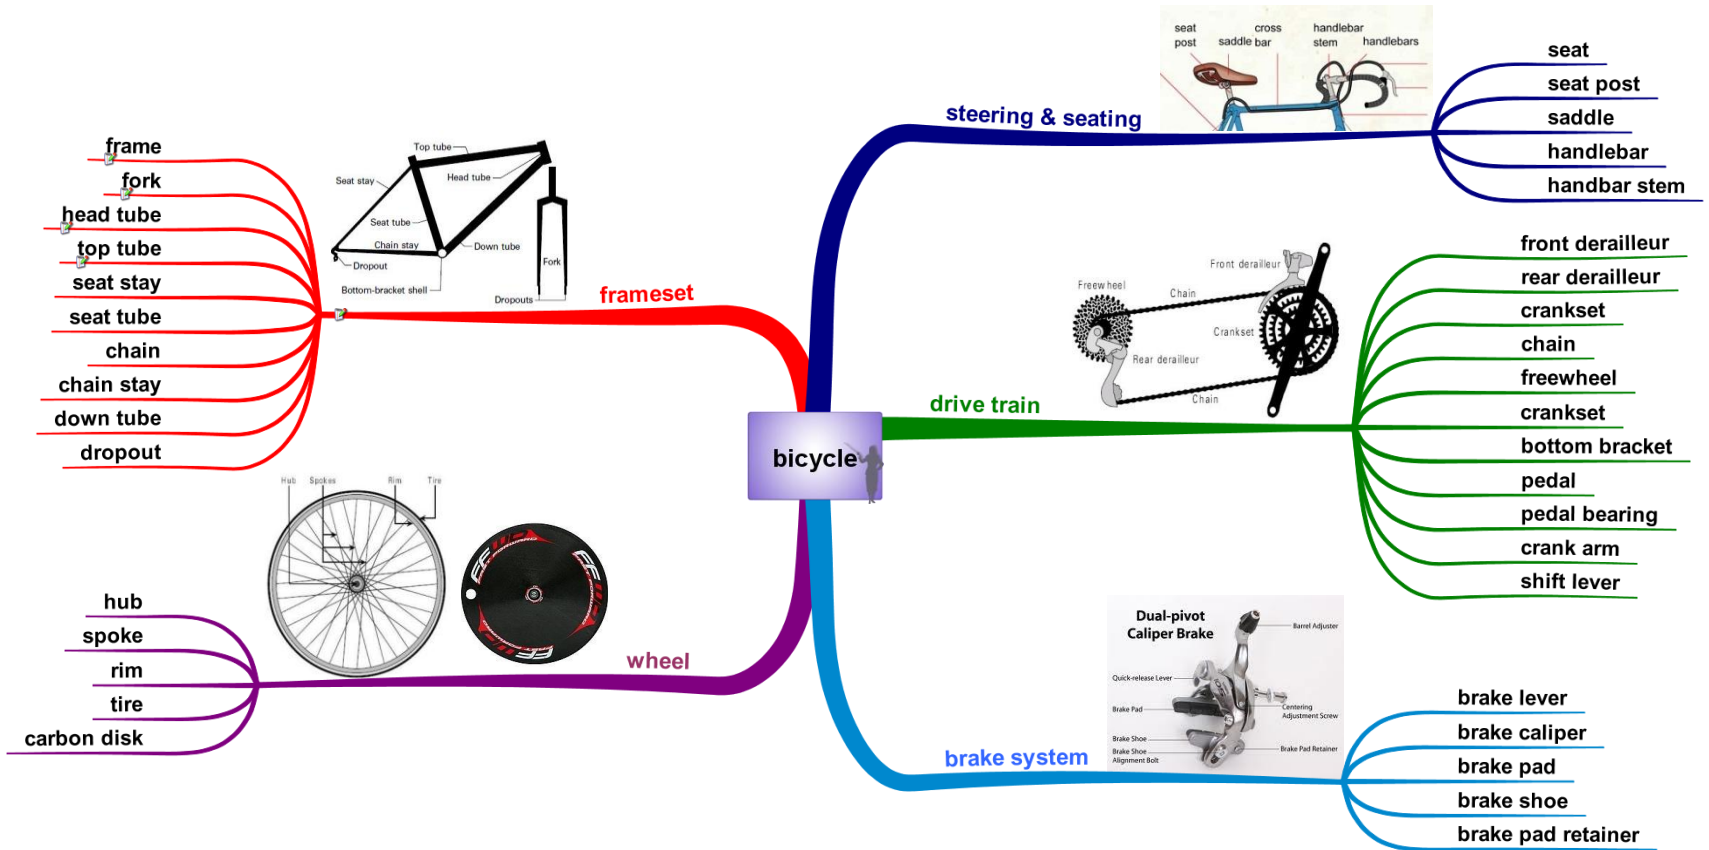 seat cross handlebar
post saddle bar stem handlebars
steering & seating
seat
seat post
saddle
handlebar
handbar stem
frame
fork
head tube
top tube
seat stay
seat tube
chain
chain stay
down tube
dropout
Top tube
Head tube
Seat stay
Seat tube
Chain stay
Down tube
Dropout
Fork
Bottom-bracket shell
Dropouts
frameset
Front derailleur
Freewheel
Chain
Crankset
Rear derailleur
Chain
drive train
front derailleur
rear derailleur
crankset
chain
freewheel
crankset
bottom bracket
pedal
pedal bearing
crank arm
shift lever
bicycle
Hub Spokes Rim Tire
hub
spoke
rim
tire
carbon disk
wheel
Dual-pivot
Caliper Brake
Barrel Adjuster
Quick-release Lever
Brake Pad
Centering
Adjustment Screw
Brake Shoe
Brake Shoe
Alignment Bolt
Brake Pad Retainer
brake system
brake lever
brake caliper
brake pad
brake shoe
brake pad retainer